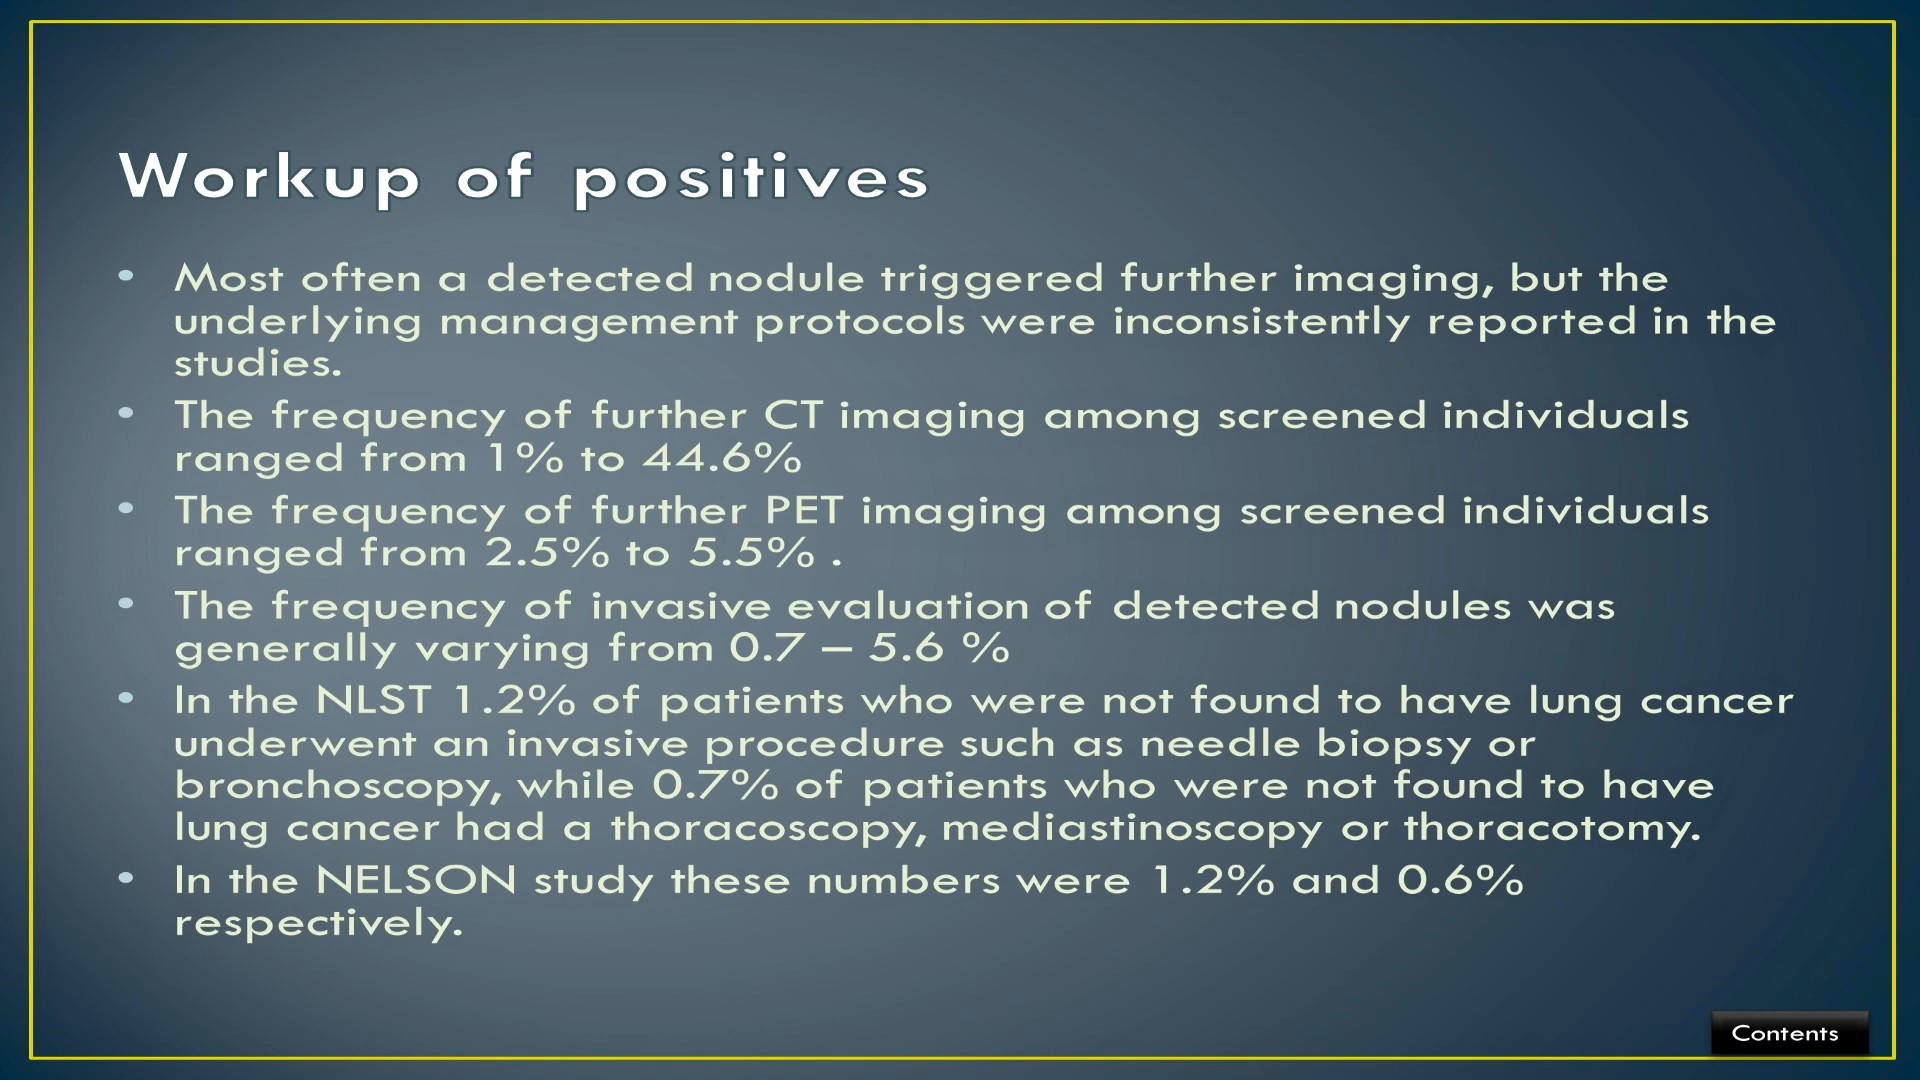 Workup of positives
• Most often a detected nodule triggered further imaging, but the
underlying management protocols were inconsistently reported in the
studies.
• The frequency of further CT imaging among screened individuals
ranged from 1% to 44.6%
• The frequency of further PET imaging among screened individuals
ranged from 2.5% to 5.5% .
• The frequency of invasive evaluation of detected nodules was
generally varying from 0.7 – 5.6 %
• In the NLST 1.2% of patients who were not found to have lung cancer
underwent an invasive procedure such as needle biopsy or
bronchoscopy, while 0.7% of patients who were not found to have
lung cancer had a thoracoscopy, mediastinoscopy or thoracotomy.
• In the NELSON study these numbers were 1.2% and 0.6%
respectively.
Contents